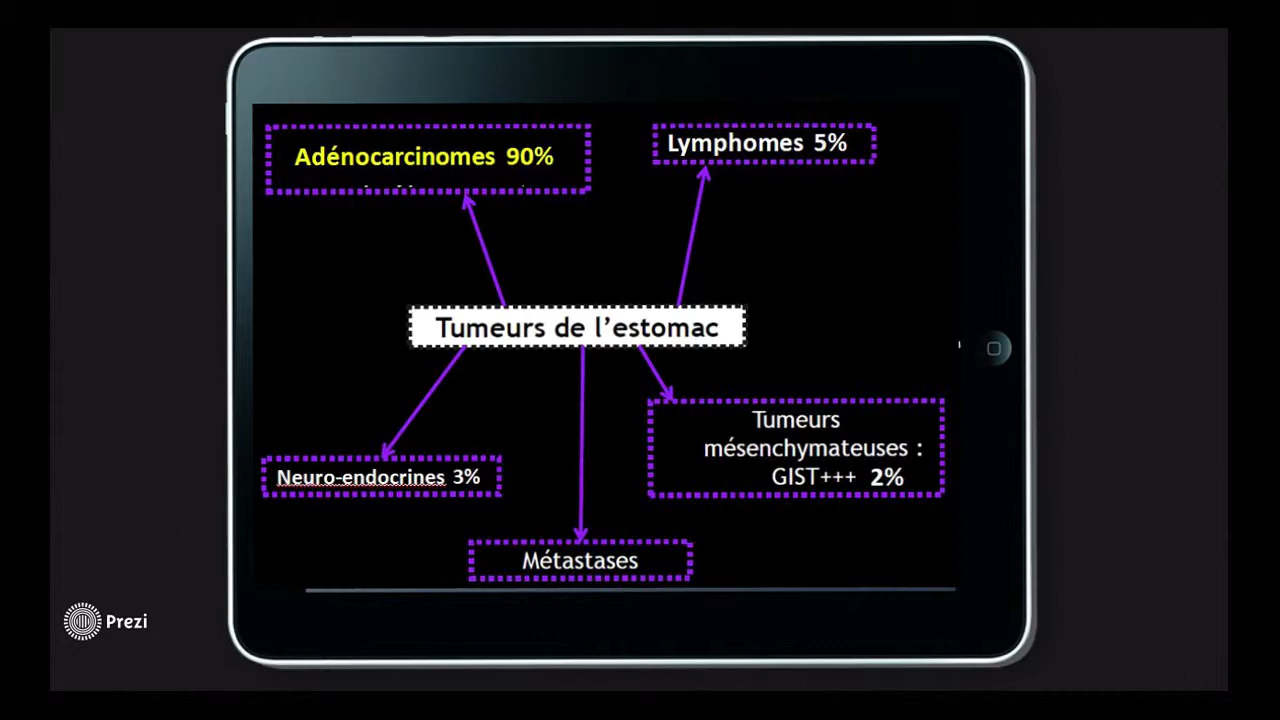 Adénocarcinomes 90%
Lymphomes 5%
Tumeurs de l’estomac
Tumeurs
mésenchymateuses :
GIST+++ 2%
Neuro-endocrines 3%
Métastases
Prezi